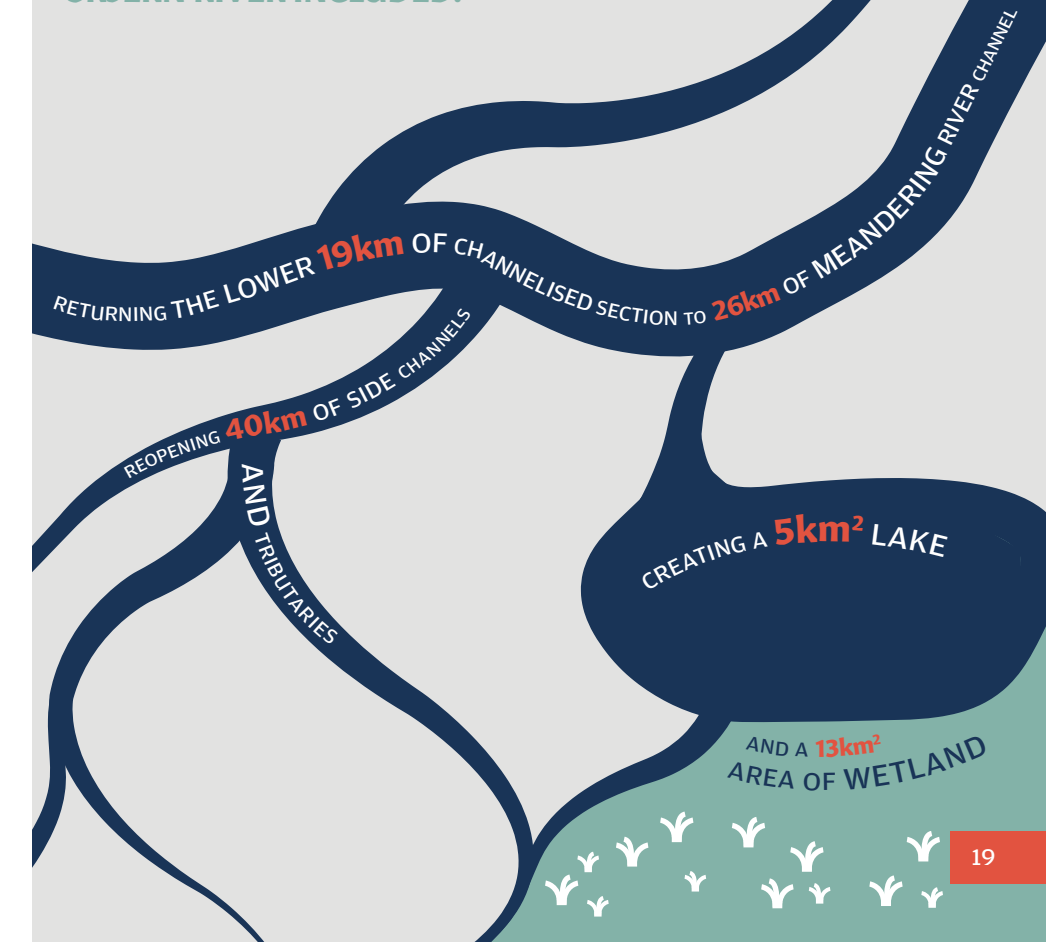 RETURNING THE LOWER 19km OF CHANNELISED SECTION TO 26km OF MEANDERING RIVER CHANNEL
REOPENING 40km OF SIDE CHANNELS
AND TRIBUTARIES
CREATING A 5km² LAKE
AND A 13km²
AREA OF WETLAND
19